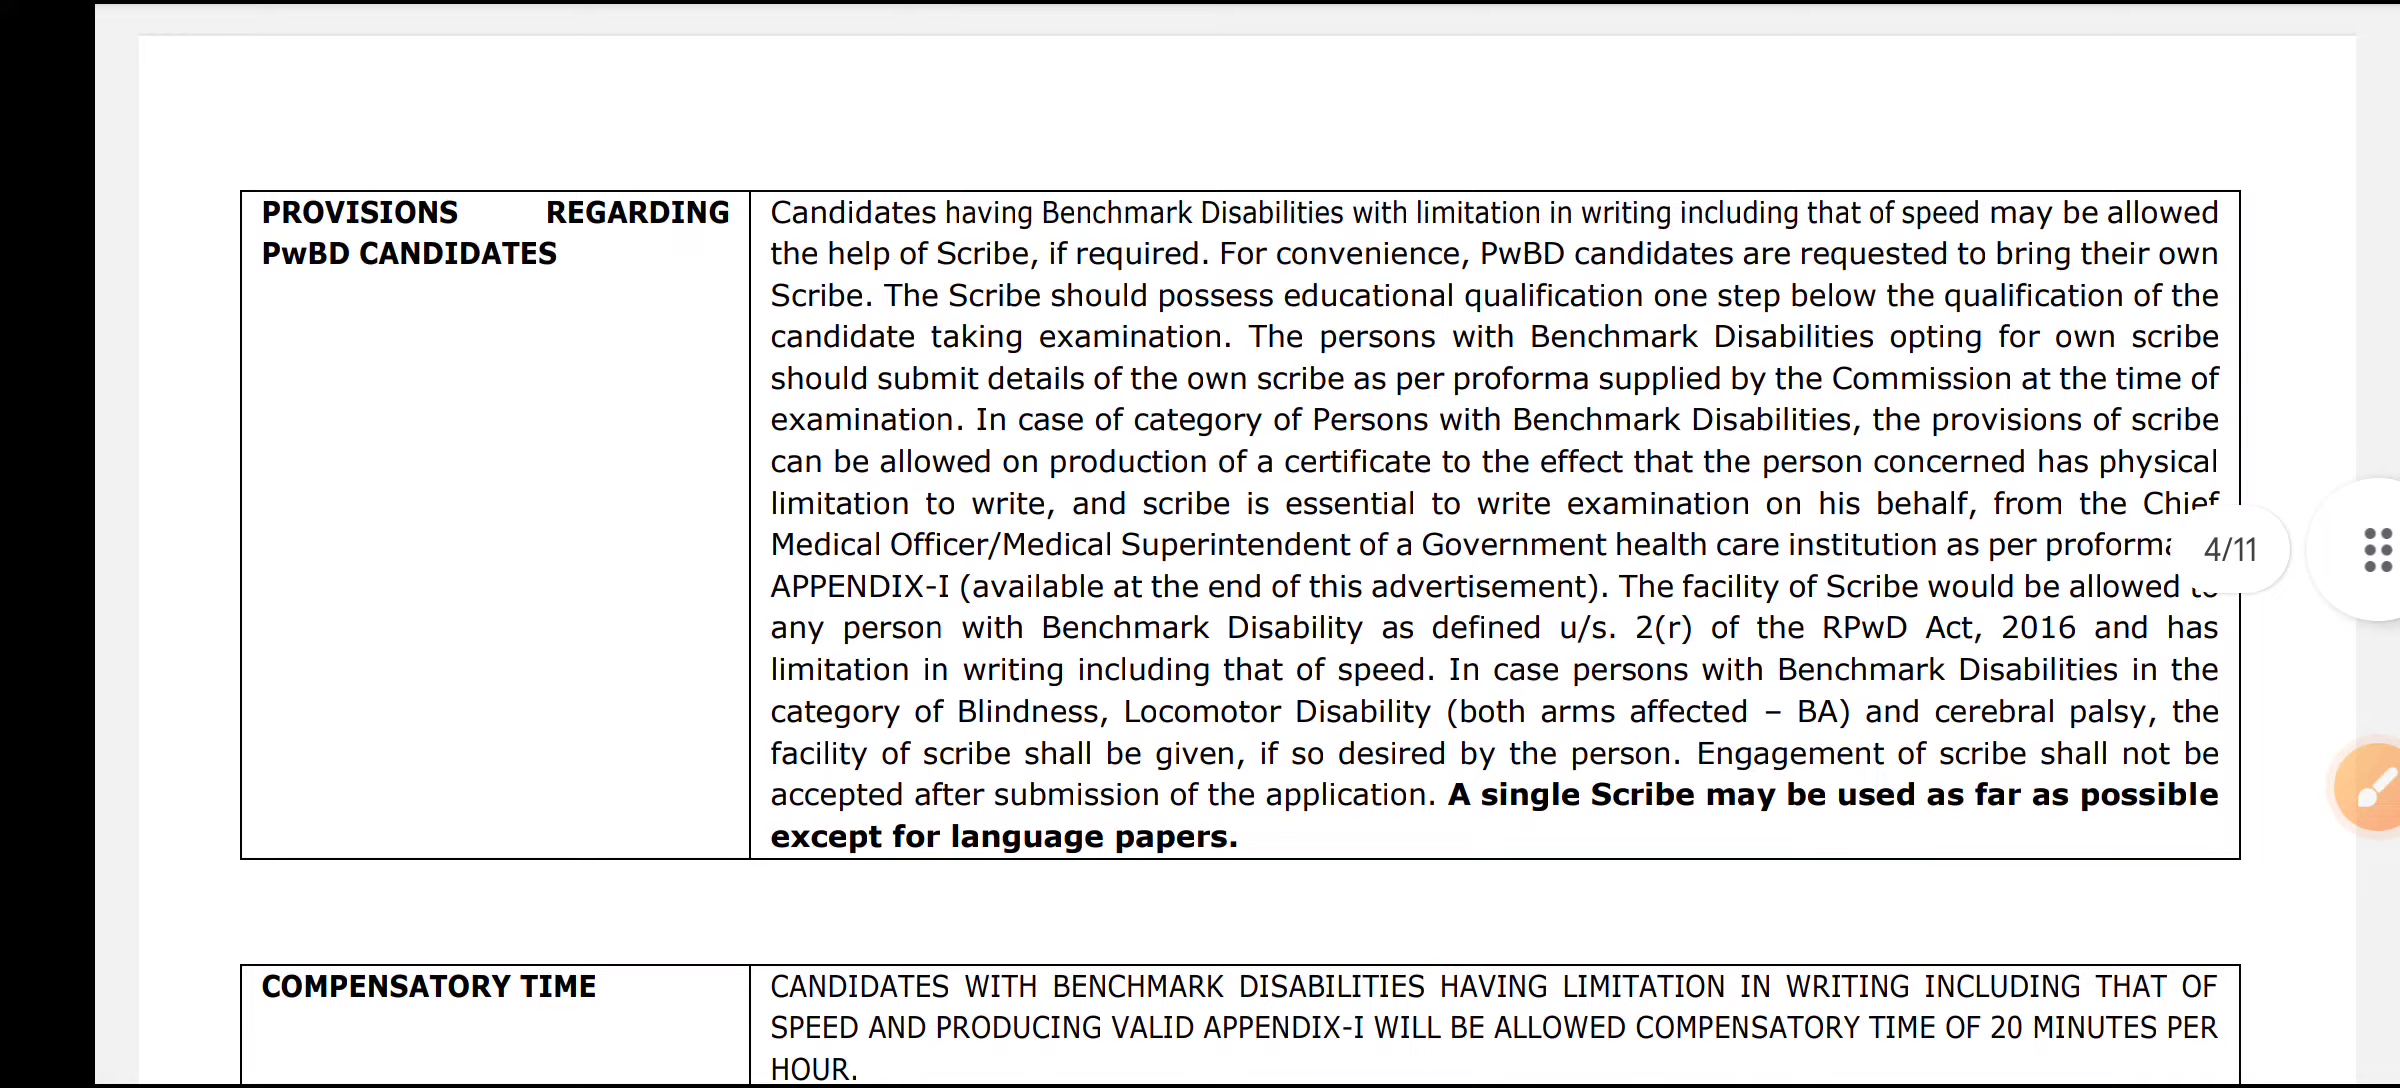 PROVISIONS REGARDING
PwBD CANDIDATES
Candidates having Benchmark Disabilities with limitation in writing including that of speed may be allowed
the help of Scribe, if required. For convenience, PwBD candidates are requested to bring their own
Scribe. The Scribe should possess educational qualification one step below the qualification of the
candidate taking examination. The persons with Benchmark Disabilities opting for own scribe
should submit details of the own scribe as per proforma supplied by the Commission at the time of
examination. In case of category of Persons with Benchmark Disabilities, the provisions of scribe
can be allowed on production of a certificate to the effect that the person concerned has physical
limitation to write, and scribe is essential to write examination on his behalf, from the Chief
Medical Officer/Medical Superintendent of a Government health care institution as per proforma
APPENDIX-I (available at the end of this advertisement). The facility of Scribe would be allowed to
any person with Benchmark Disability as defined u/s. 2(r) of the RPwD Act, 2016 and has
limitation in writing including that of speed. In case persons with Benchmark Disabilities in the
category of Blindness, Locomotor Disability (both arms affected – BA) and cerebral palsy, the
facility of scribe shall be given, if so desired by the person. Engagement of scribe shall not be
accepted after submission of the application. A single Scribe may be used as far as possible
except for language papers.
4/11
COMPENSATORY TIME
CANDIDATES WITH BENCHMARK DISABILITIES HAVING LIMITATION IN WRITING INCLUDING THAT OF
SPEED AND PRODUCING VALID APPENDIX-I WILL BE ALLOWED COMPENSATORY TIME OF 20 MINUTES PER
HOUR.